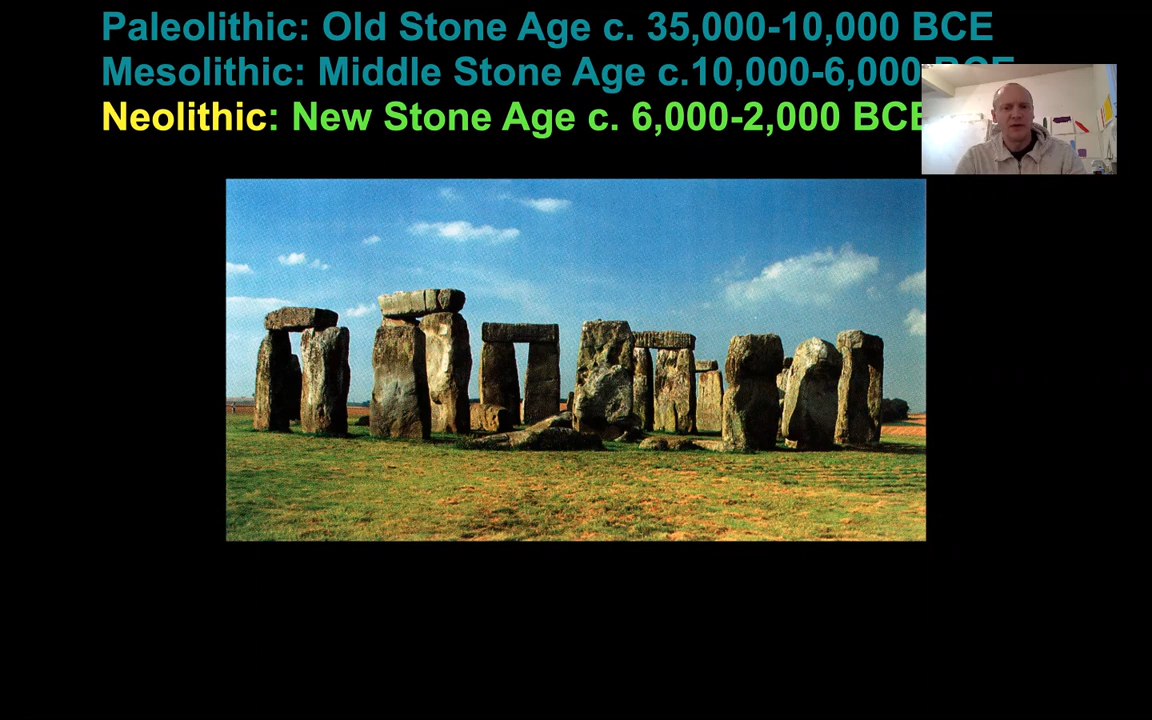 Paleolithic: Old Stone Age c. 35,000-10,000 BCE
Mesolithic: Middle Stone Age c.10,000-6,000 BCE
Neolithic: New Stone Age c. 6,000-2,000 BCE